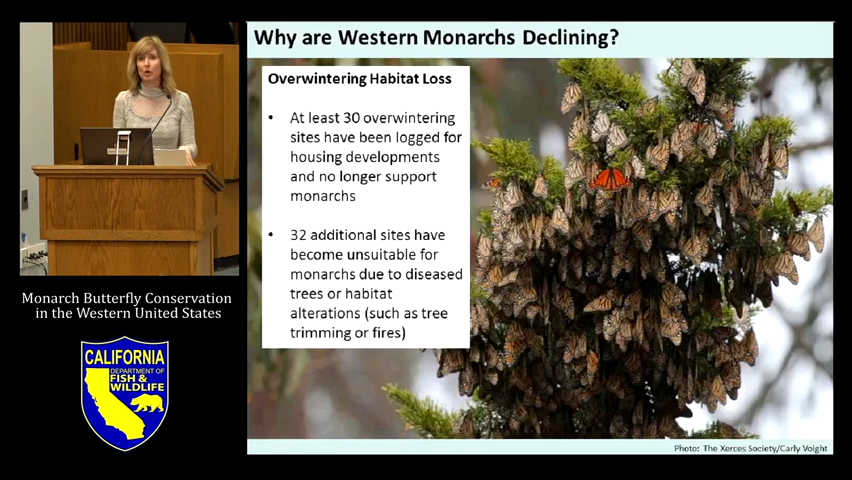 Why are Western Monarchs Declining?
Overwintering Habitat Loss
• At least 30 overwintering
sites have been logged for
housing developments
and no longer support
monarchs
• 32 additional sites have
become unsuitable for
monarchs due to diseased
trees or habitat
alterations (such as tree
trimming or fires)
Photo: The Xerces Society/Carly Voight
Monarch Butterfly Conservation
in the Western United States
CALIFORNIA
DEPARTMENT OF
FISH &
WILDLIFE